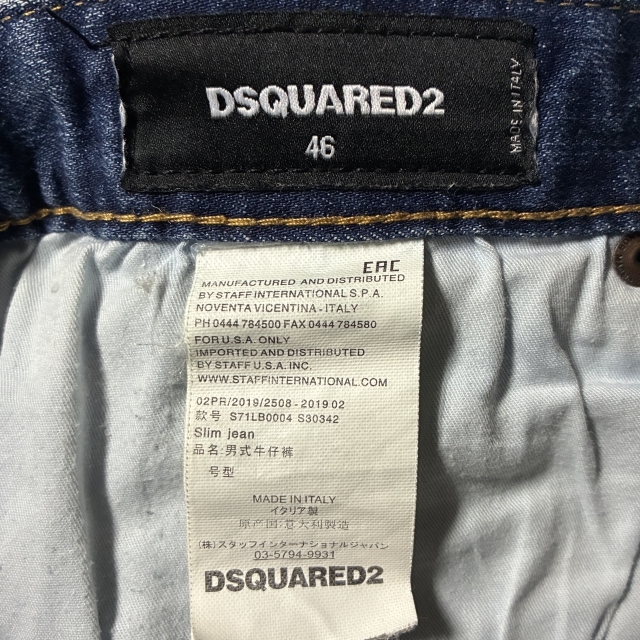 DSQUARED2
46
MADE IN ITALY
EAC
MANUFACTURED AND DISTRIBUTED
BY STAFF INTERNATIONAL S.P.A.
NOVENTA VICENTINA - ITALY
PH 0444 784500 FAX 0444 784580
FOR U.S.A. ONLY
IMPORTED AND DISTRIBUTED
BY STAFF U.S.A. INC.
WWW.STAFFINTERNATIONAL.COM
02PR/2019/2508 - 2019 02
款号 S71LB0004 S30342
Slim jean
品名:男式牛仔裤
号型
MADE IN ITALY
イタリア製
原产国:意大利製造
(株)スタッフインターナショナルジャパン
03-5794-9931
DSQUARED2